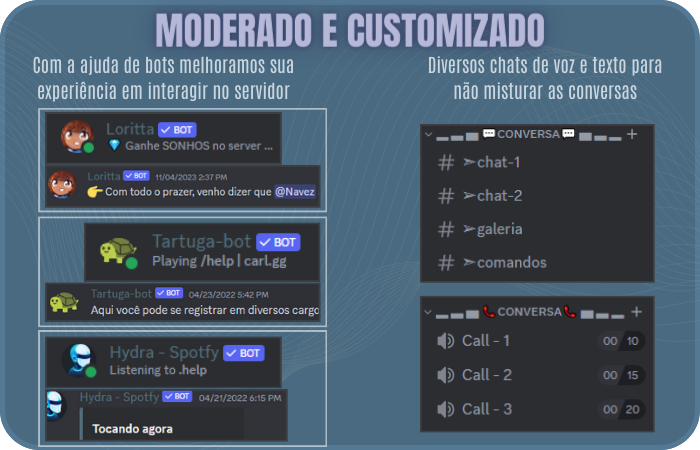 MODERADO E CUSTOMIZADO
Com a ajuda de bots melhoramos sua
experiência em interagir no servidor
Loritta ✓ BOT
💎 Ganhe SONHOS no server ...
Loritta ✓ BOT 11/04/2023 2:37 PM
👉 Com todo o prazer, venho dizer que @Navez
Tartuga-bot ✓ BOT
Playing /help | carl.gg
Tartuga-bot ✓ BOT 04/23/2022 5:42 PM
Aqui você pode se registrar em diversos cargo
Hydra - Spotfy ✓ BOT
Listening to .help
Hydra - Spotfy ✓ BOT 04/21/2022 6:15 PM
Tocando agora
Diversos chats de voz e texto para
não misturar as conversas
▂▃▅ 💬CONVERSA💬 ▅▃▂ +
# ➣chat-1
# ➣chat-2
# ➣galeria
# ➣comandos
▂▃▅ 📞CONVERSA📞 ▅▃▂ +
Call - 1 00 10
Call - 2 00 15
Call - 3 00 20